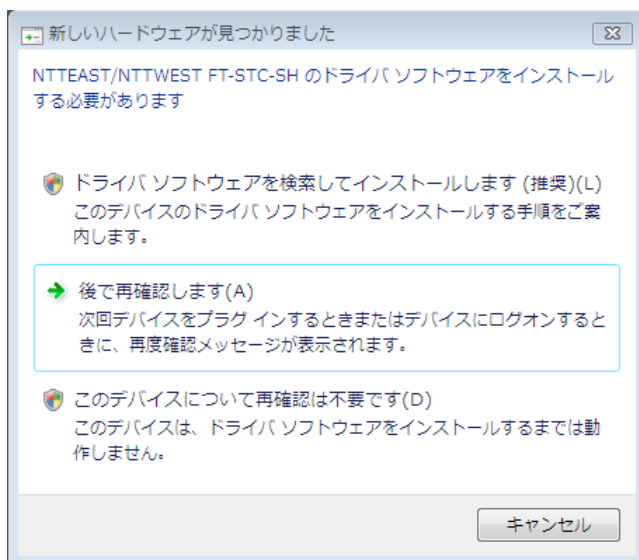 新しいハードウェアが見つかりました
NTTEAST/NTTWEST FT-STC-SH のドライバ ソフトウェアをインストール
する必要があります
ドライバ ソフトウェアを検索してインストールします (推奨)(L)
このデバイスのドライバ ソフトウェアをインストールする手順をご案
内します。
後で再確認します(A)
次回デバイスをプラグ インするときまたはデバイスにログオンすると
きに、再度確認メッセージが表示されます。
このデバイスについて再確認は不要です(D)
このデバイスは、ドライバ ソフトウェアをインストールするまでは動
作しません。
キャンセル